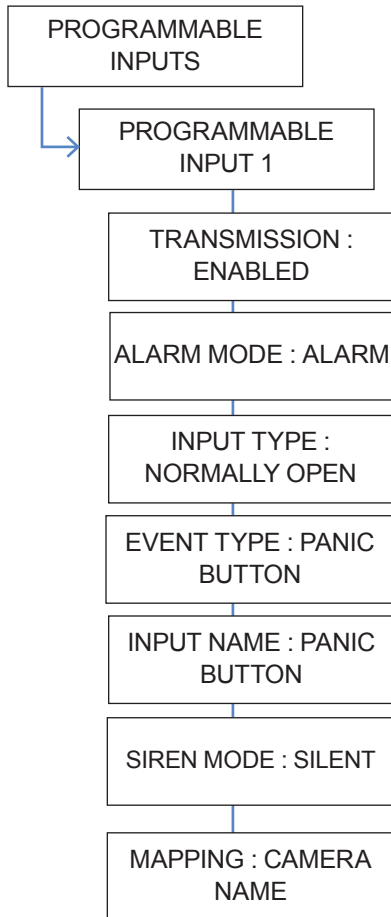 PROGRAMMABLE
INPUTS
PROGRAMMABLE
INPUT 1
TRANSMISSION :
ENABLED
ALARM MODE : ALARM
INPUT TYPE :
NORMALLY OPEN
EVENT TYPE : PANIC
BUTTON
INPUT NAME : PANIC
BUTTON
SIREN MODE : SILENT
MAPPING : CAMERA
NAME